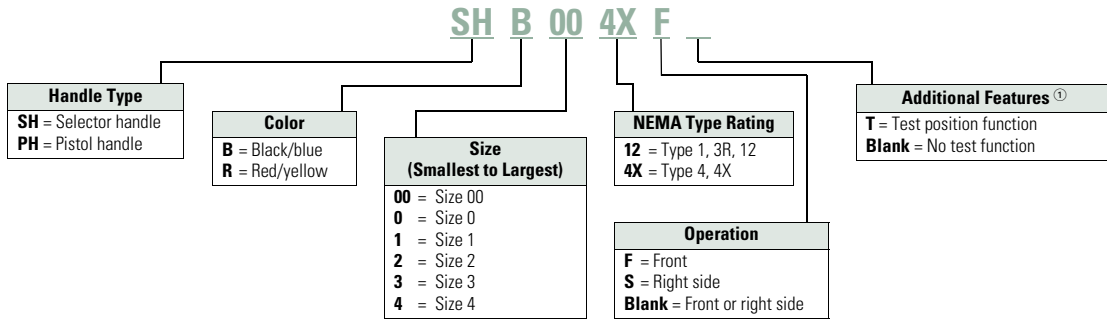 SH B 00 4X F _
Handle Type
SH = Selector handle
PH = Pistol handle
Color
B = Black/blue
R = Red/yellow
Size
(Smallest to Largest)
00 = Size 00
0 = Size 0
1 = Size 1
2 = Size 2
3 = Size 3
4 = Size 4
NEMA Type Rating
12 = Type 1, 3R, 12
4X = Type 4, 4X
Operation
F = Front
S = Right side
Blank = Front or right side
Additional Features ①
T = Test position function
Blank = No test function